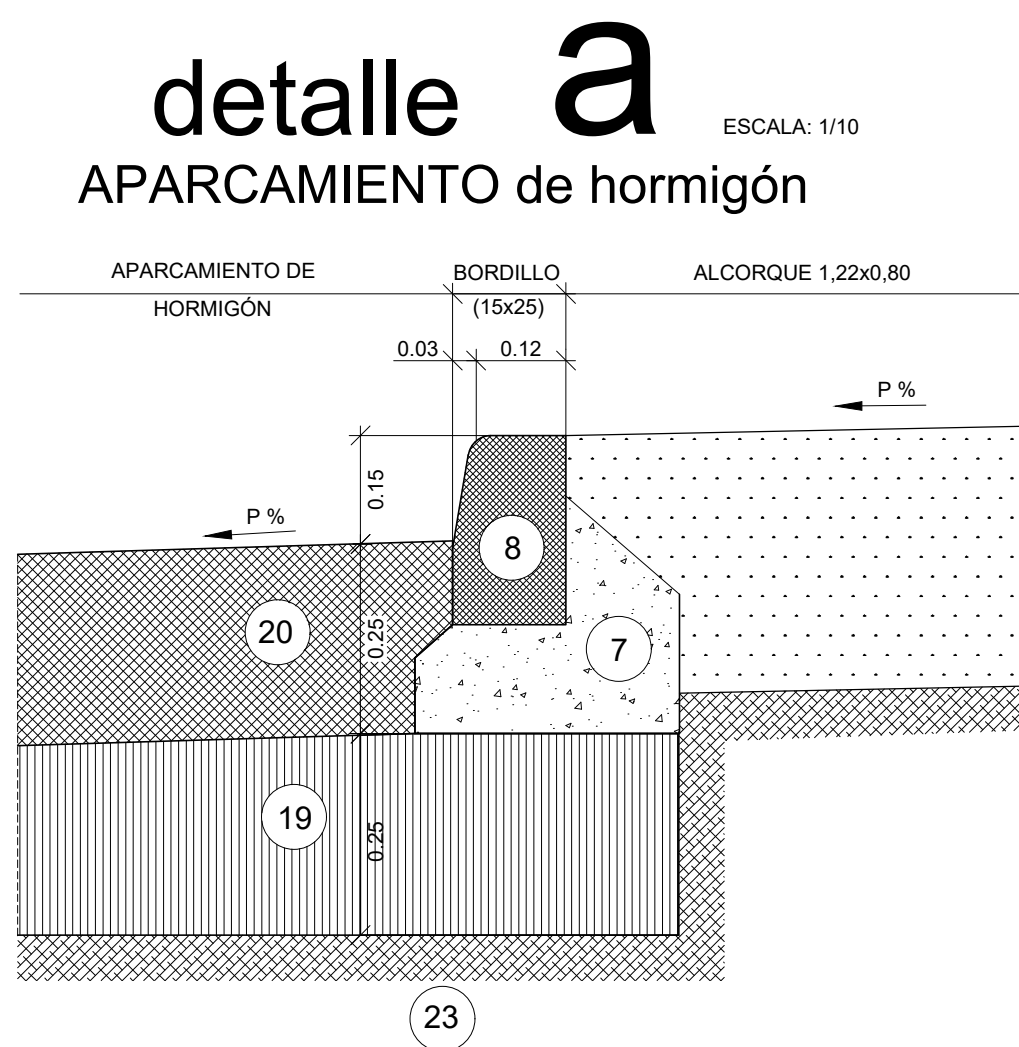 detalle a
ESCALA: 1/10
APARCAMIENTO de hormigón
APARCAMIENTO DE
HORMIGÓN
BORDILLO
(15x25)
ALCORQUE 1,22x0,80
0.03
0.12
P %
0.15
P %
8
20
0.25
7
19
0.25
23